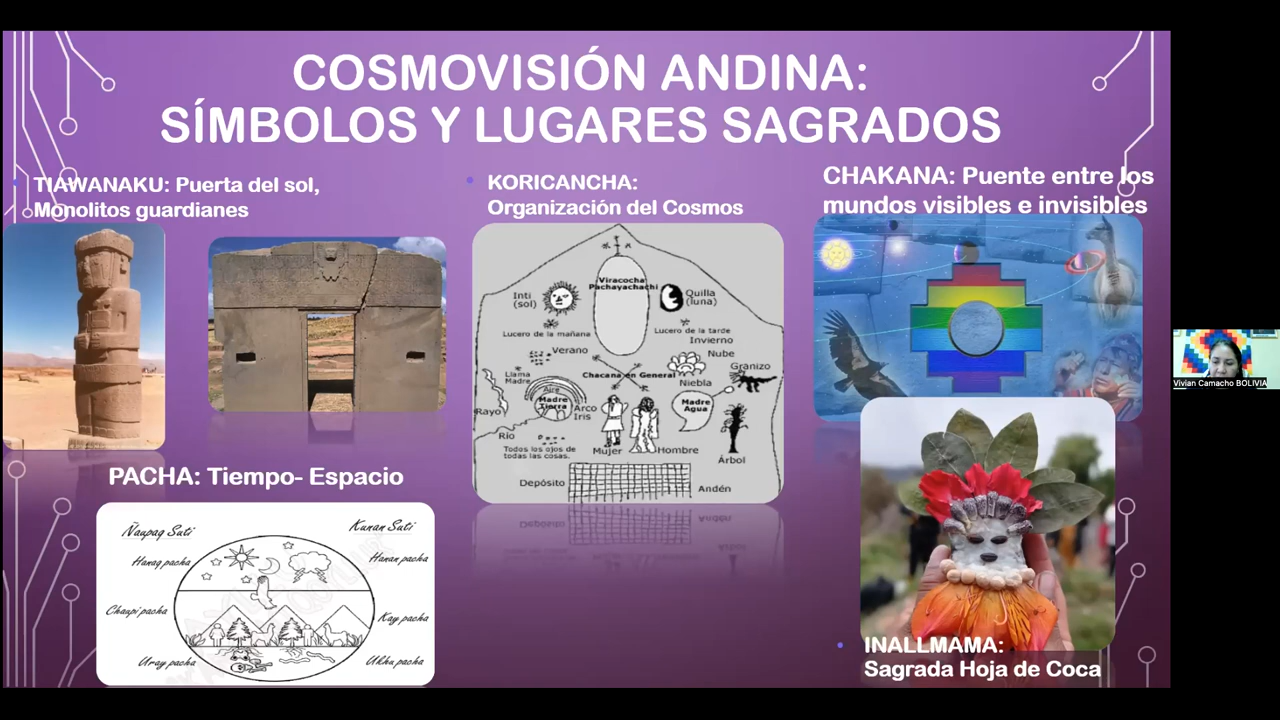 COSMOVISIÓN ANDINA:
SÍMBOLOS Y LUGARES SAGRADOS
TIAWANAKU: Puerta del sol,
Monolitos guardianes
KORICANCHA:
Organización del Cosmos
CHAKANA: Puente entre los
mundos visibles e invisibles
Viracocha
Pachayachachi
Inti
(sol)
Quilla
(luna)
Lucero de la mañana
Lucero de la tarde
Invierno
Verano
Nube
Granizo
Chacana en General
Niebla
Llama
Madre
Aire
Madre
Tierra
Arco
Iris
Madre
Agua
Rayo
Río
Todos los ojos de
todas las cosas.
Mujer
Hombre
Árbol
Depósito
Andén
PACHA: Tiempo- Espacio
Ñaupaq Suti
Kunan Suti
Hanaq pacha
Hanan pacha
Chaupi pacha
Kay pacha
Uray pacha
Ukhu pacha
INALLMAMA:
Sagrada Hoja de Coca
Vivian Camacho BOLIVIA